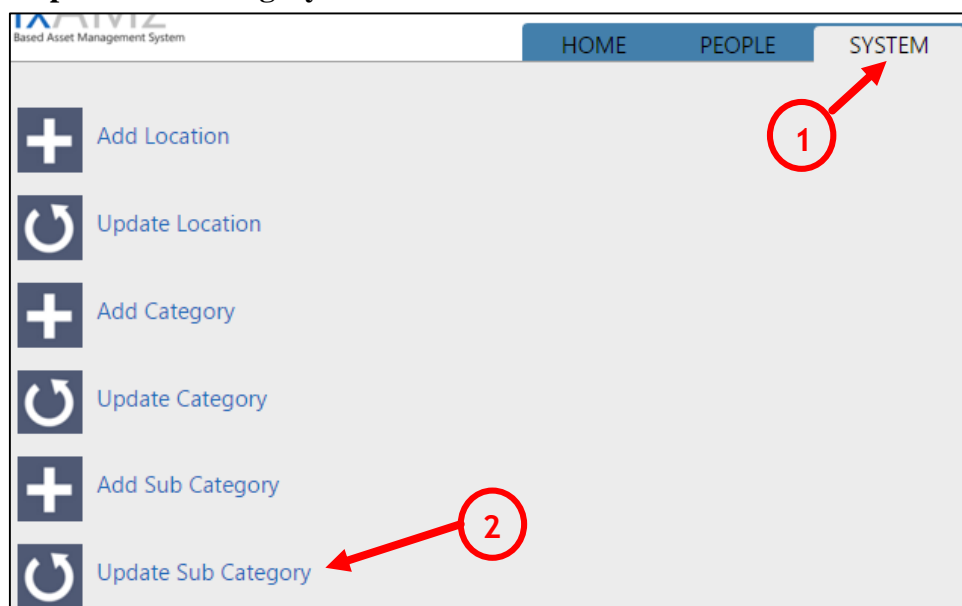 Based Asset Management System
HOME PEOPLE SYSTEM
1
Add Location
Update Location
Add Category
Update Category
Add Sub Category
2
Update Sub Category